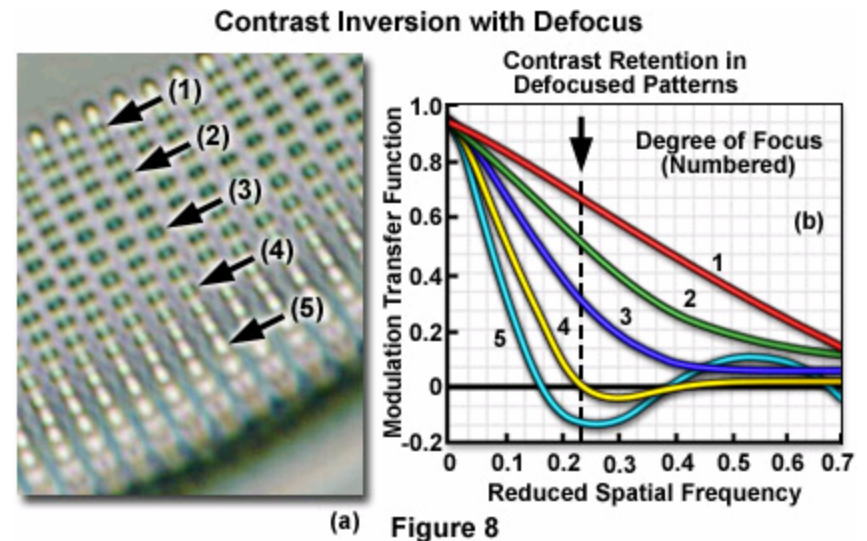 Contrast Inversion with Defocus
(1)
(2)
(3)
(4)
(5)
(a)
Contrast Retention in
Defocused Patterns
Modulation Transfer Function
1.0
0.8
0.6
0.4
0.2
0
-0.2
Degree of Focus
(Numbered)
(b)
1
2
3
4
5
0 0.1 0.2 0.3 0.4 0.5 0.6 0.7
Reduced Spatial Frequency
Figure 8